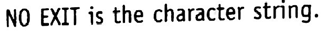 NO EXIT is the character string.